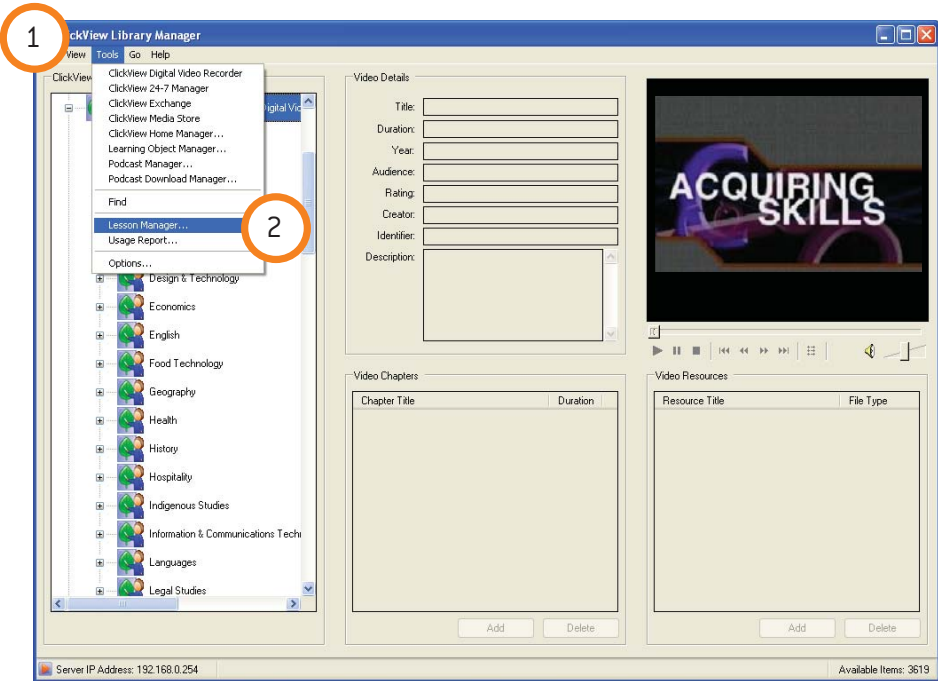 1
ckView Library Manager
View Tools Go Help
ClickView Digital Video Recorder
ClickView 24-7 Manager
ClickView Exchange
ClickView Media Store
ClickView Home Manager...
Learning Object Manager...
Podcast Manager...
Podcast Download Manager...
Find
Lesson Manager...
2
Usage Report...
Options...
ClickView
Digital Vic
Design & Technology
Economics
English
Food Technology
Geography
Health
History
Hospitality
Indigenous Studies
Information & Communications Techn
Languages
Legal Studies
Video Details
Title:
Duration:
Year:
Audience:
Rating:
Creator:
Identifier:
Description:
ACQUIRING
SKILLS
Video Chapters
Chapter Title Duration
Add Delete
Video Resources
Resource Title File Type
Add Delete
Server IP Address: 192.168.0.254
Available Items: 3619